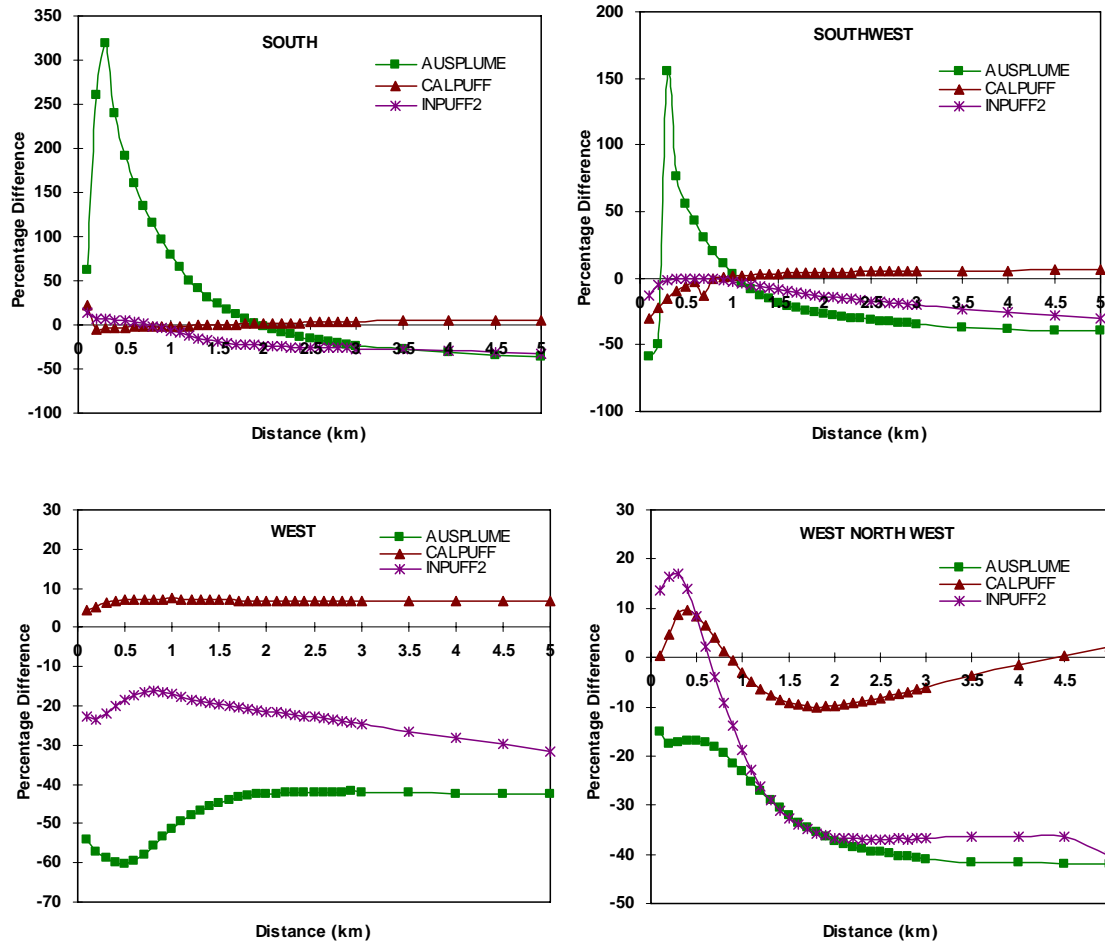 SOUTH
AUSPLUME
CALPUFF
INPUFF2
350
300
250
200
150
100
50
0
-50
-100
0 0.5 1 1.5 2 2.5 3 3.5 4 4.5 5
Percentage Difference
Distance (km)
SOUTHWEST
AUSPLUME
CALPUFF
INPUFF2
200
150
100
50
0
-50
-100
0 0.5 1 1.5 2 2.5 3 3.5 4 4.5 5
Percentage Difference
Distance (km)
WEST
AUSPLUME
CALPUFF
INPUFF2
30
20
10
0
-10
-20
-30
-40
-50
-60
-70
0 0.5 1 1.5 2 2.5 3 3.5 4 4.5 5
Percentage Difference
Distance (km)
WEST NORTH WEST
AUSPLUME
CALPUFF
INPUFF2
30
20
10
0
-10
-20
-30
-40
-50
0 0.5 1 1.5 2 2.5 3 3.5 4 4.5
Percentage Difference
Distance (km)